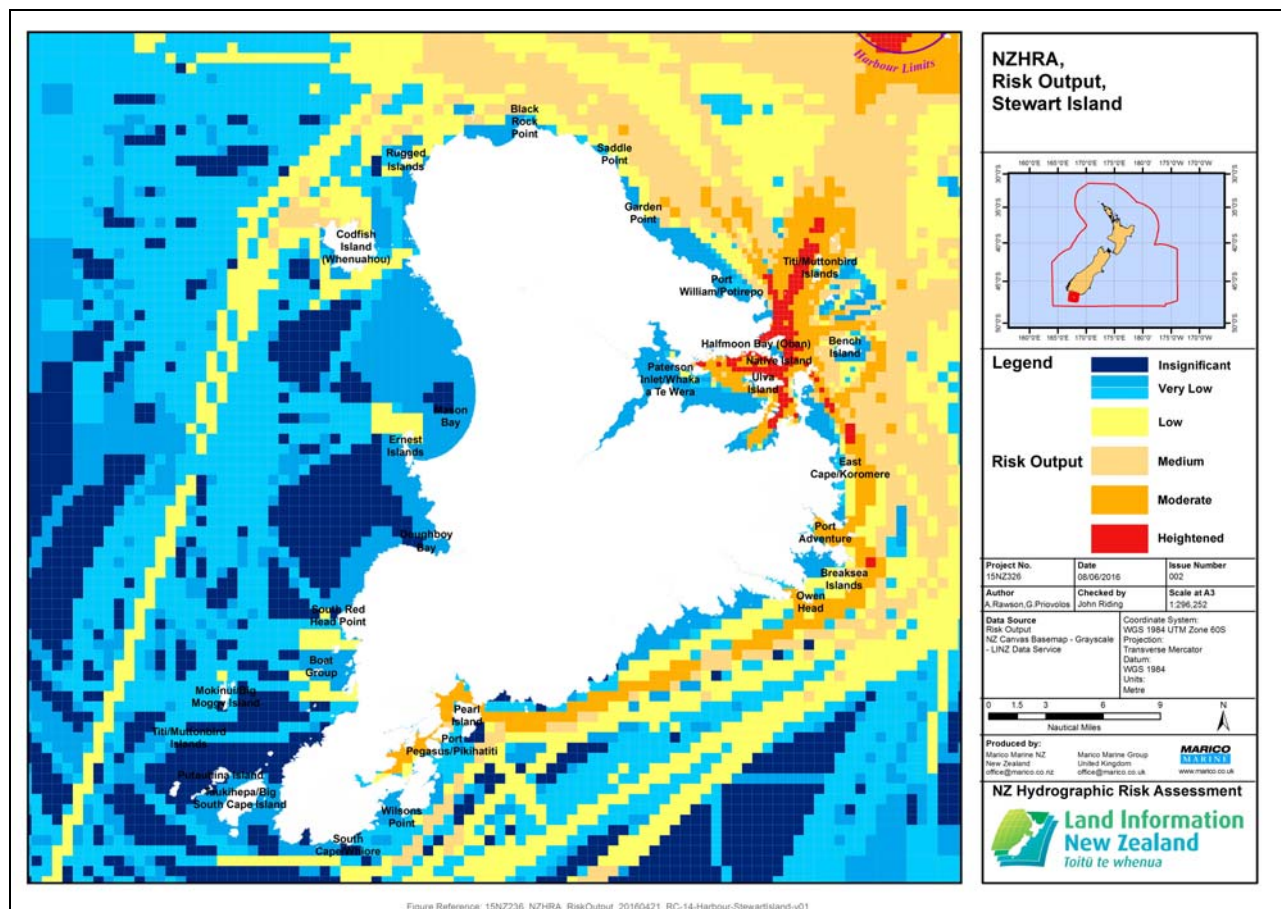 Harbour Limits
Black
Rock
Point
Rugged
Islands
Saddle
Point
Garden
Point
Codfish
Island
(Whenuahou)
Titi/Muttonbird
Islands
Port
William/Potirepo
Halfmoon Bay (Oban)
Native Island
Bench
Island
Paterson
Inlet/Whaka
a Te Wera
Ulva
Island
Mason
Bay
Ernest
Islands
East
Cape/Koromere
Doughboy
Bay
Port
Adventure
Breaksea
Islands
Owen
Head
South Red
Head Point
Boat
Group
Mokinui/Big
Moggy Island
Pearl
Island
Titi/Muttonbird
Islands
Port
Pegasus/Pikihatiti
Putauhina Island
Taukihepa/Big
South Cape Island
Wilsons
Point
South
NZHRA,
Risk Output,
Stewart Island
160°0'E 165°0'E 170°0'E 175°0'E 180°0' 175°0'W 170°0'W
Legend
Risk Output
Insignificant
Very Low
Low
Medium
Moderate
Heightened
Project No.
15NZ326
Date
08/06/2016
Issue Number
002
Author
A.Rawson,G.Priovolos
Checked by
John Riding
Scale at A3
1:296,252
Data Source
Risk Output
NZ Canvas Basemap - Grayscale
- LINZ Data Service
Coordinate System:
WGS 1984 UTM Zone 60S
Projection:
Transverse Mercator
Datum:
WGS 1984
Units:
Metre
0 1.5 3 6 9
Nautical Miles
N
Produced by:
Marico Marine NZ
New Zealand
office@marico.co.nz
Marico Marine Group
United Kingdom
office@marico.co.uk
MARICO
MARINE
www.marico.co.uk
NZ Hydrographic Risk Assessment
Land Information
New Zealand
Toitū te whenua
Figure Reference: 15NZ236_NZHRA_RiskOutput_20160421_RC-14-Harbour-StewartIsland-v01